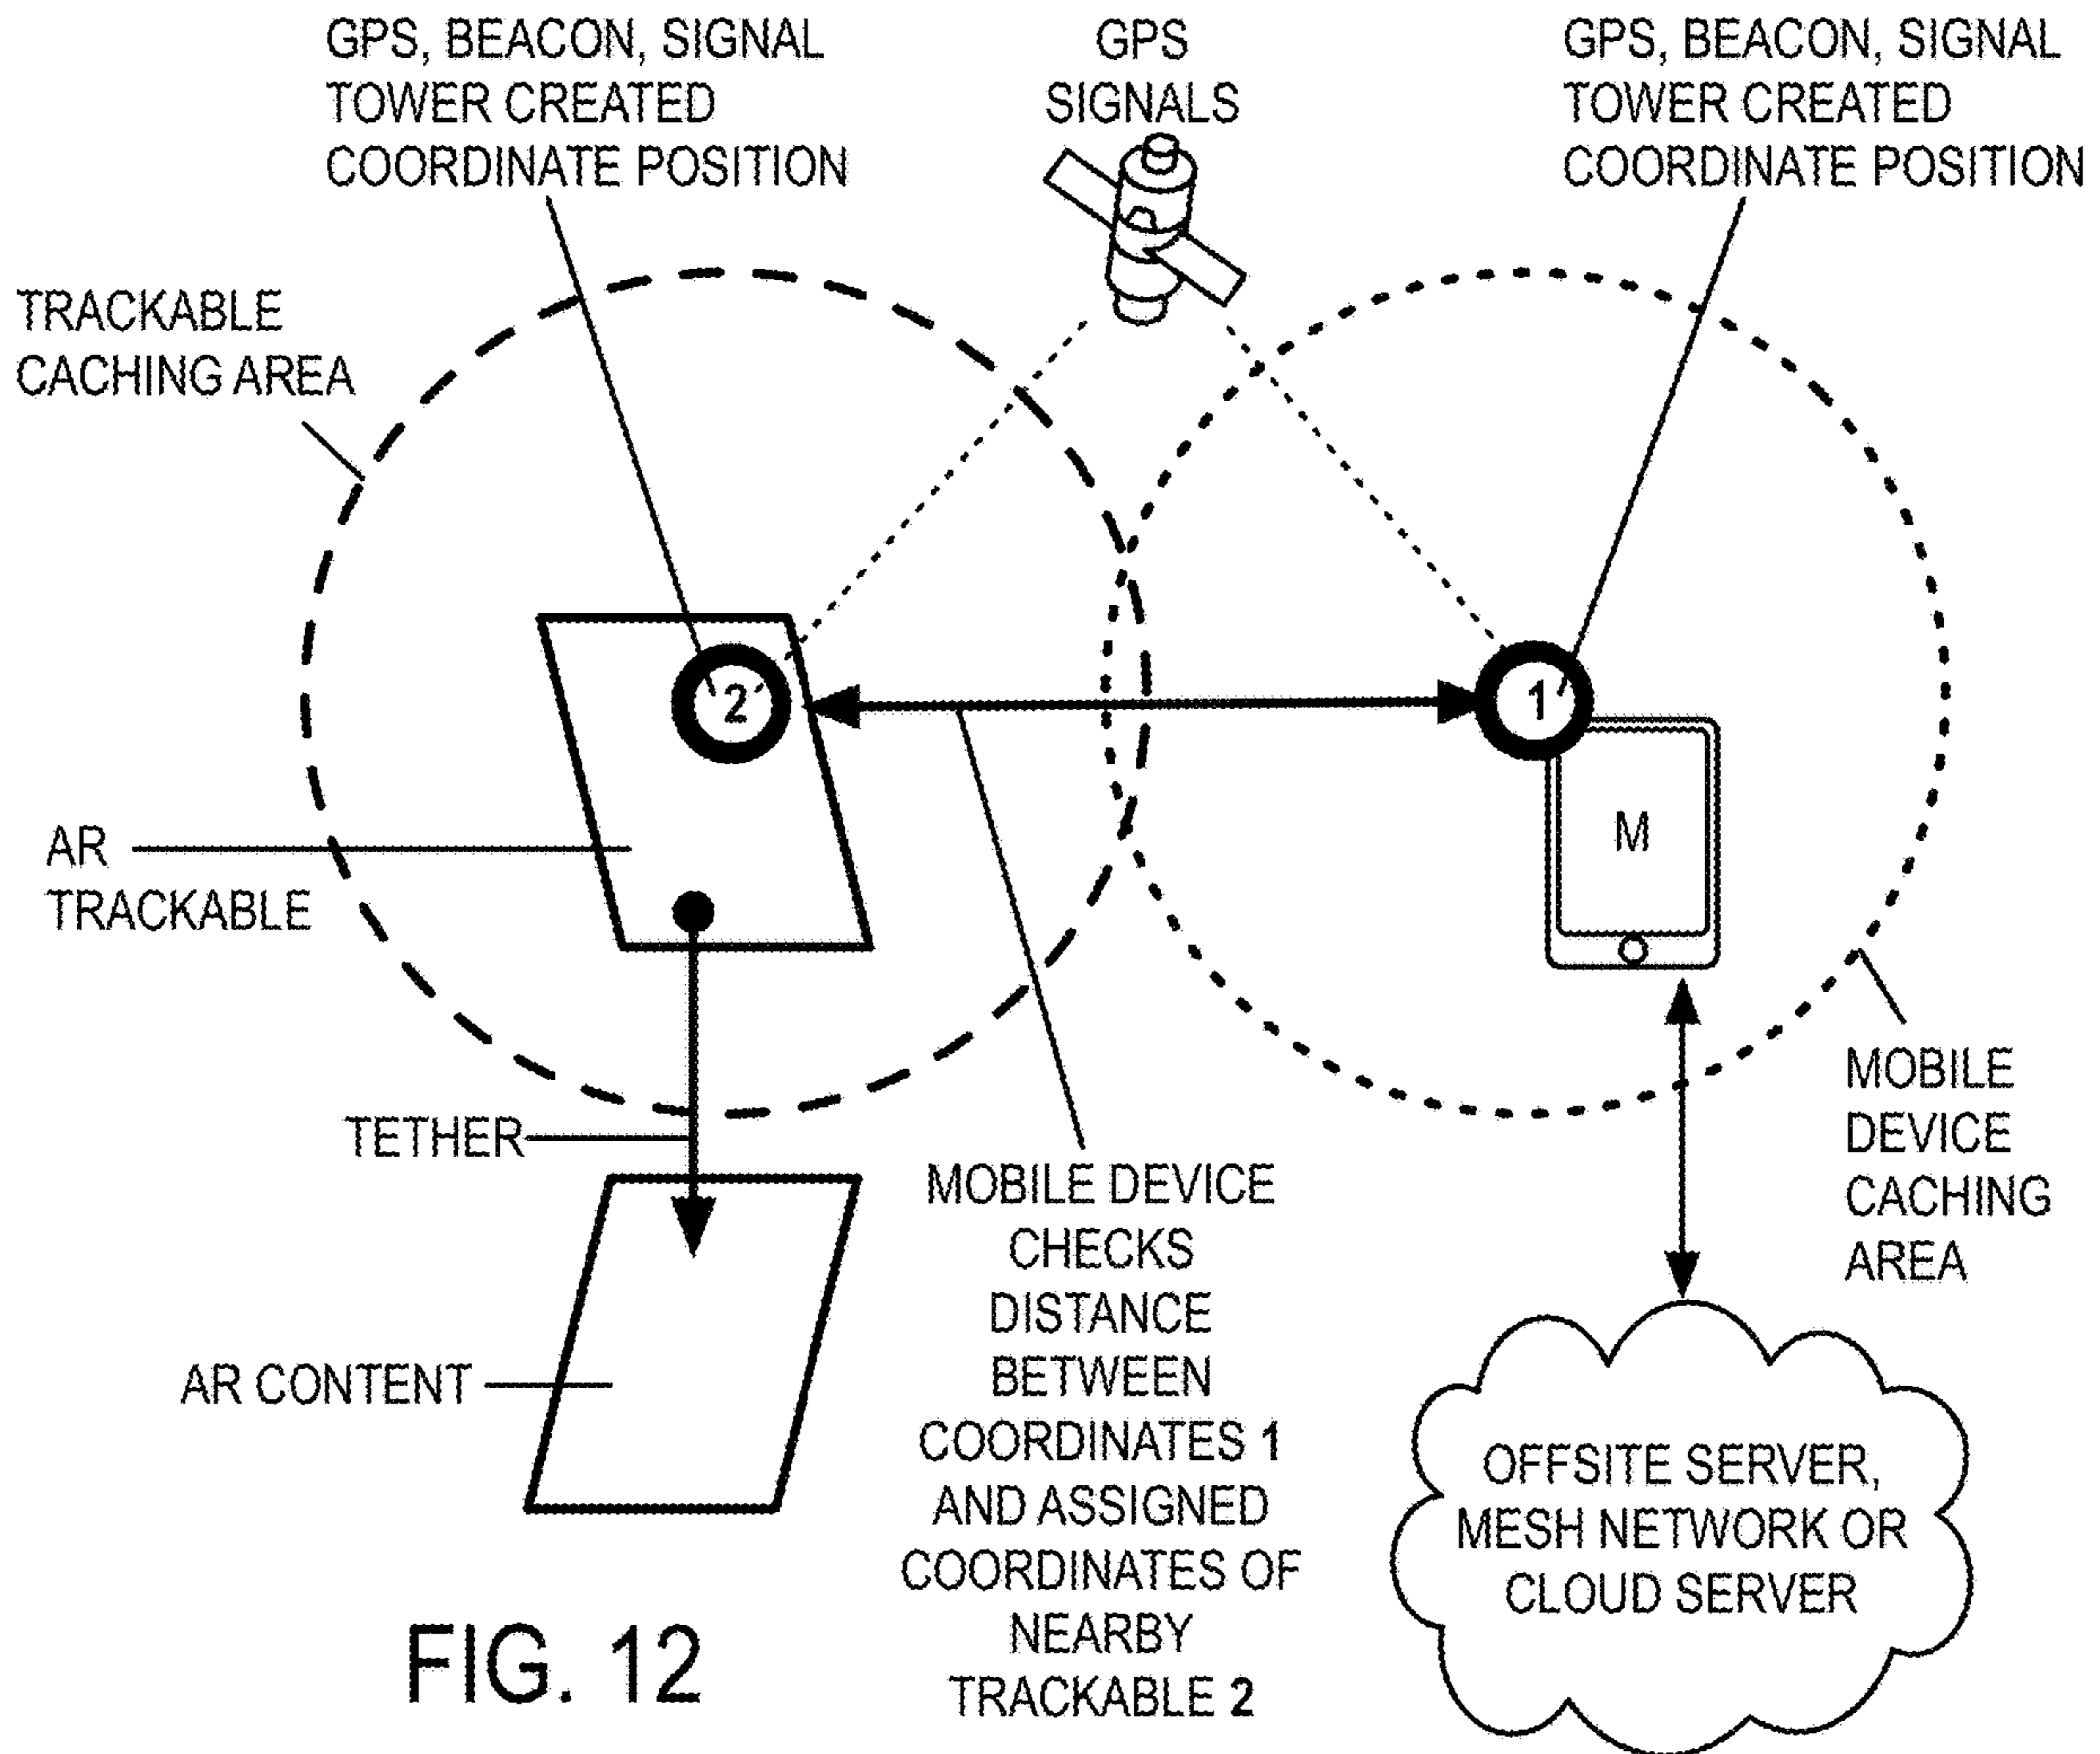 GPS, BEACON, SIGNAL
TOWER CREATED
COORDINATE POSITION
GPS
SIGNALS
GPS, BEACON, SIGNAL
TOWER CREATED
COORDINATE POSITION
TRACKABLE
CACHING AREA
2
1
M
AR
TRACKABLE
TETHER
MOBILE
DEVICE
CACHING
AREA
MOBILE DEVICE
CHECKS
DISTANCE
BETWEEN
COORDINATES 1
AND ASSIGNED
COORDINATES OF
NEARBY
TRACKABLE 2
AR CONTENT
OFFSITE SERVER,
MESH NETWORK OR
CLOUD SERVER
FIG. 12